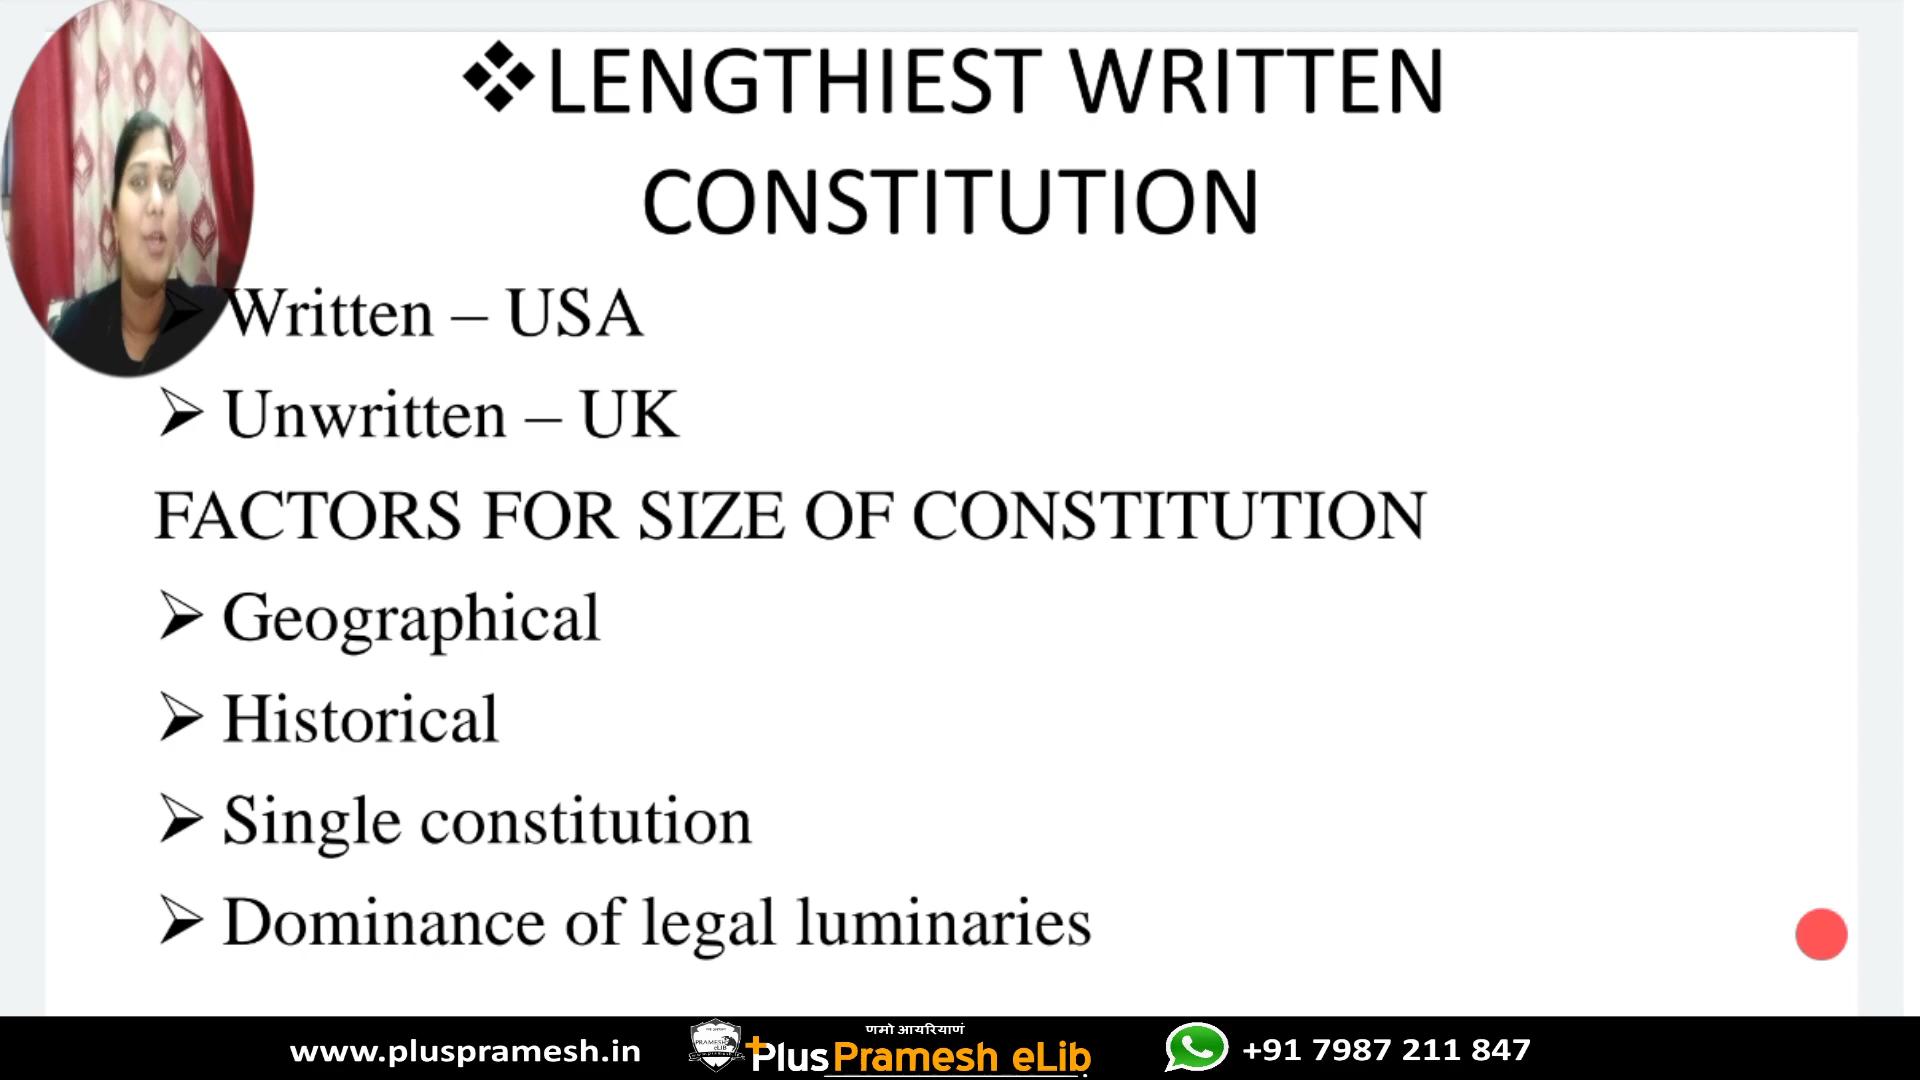 ❖LENGTHIEST WRITTEN
CONSTITUTION
➢ Written – USA
➢ Unwritten – UK
FACTORS FOR SIZE OF CONSTITUTION
➢ Geographical
➢ Historical
➢ Single constitution
➢ Dominance of legal luminaries
www.pluspramesh.in
णमो आयरियाणं
+Plus Pramesh eLib
+91 7987 211 847